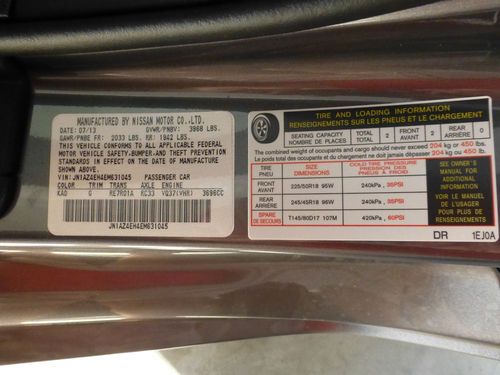 MANUFACTURED BY NISSAN MOTOR CO.,LTD.
DATE: 07/13 GVWR/PNBV: 3968 LBS.
GAWR/PNBE FR: 2033 LBS. RR: 1942 LBS.
THIS VEHICLE CONFORMS TO ALL APPLICABLE FEDERAL
MOTOR VEHICLE SAFETY-BUMPER, AND THEFT PREVENTION
STANDARDS IN EFFECT ON THE DATE OF MANUFACTURE
SHOWN ABOVE.
VIN: JN1AZ4EH4EM631045 PASSENGER CAR
COLOR TRIM TRANS AXLE ENGINE
KAD G RE7R01A RC33 VQ37(VHR) 3696CC
JN1AZ4EH4EM631045
TIRE AND LOADING INFORMATION
RENSEIGNEMENTS SUR LES PNEUS ET LE CHARGEMENT
SEATING CAPACITY TOTAL 2 FRONT 2 REAR 0
NOMBRE DE PLACES TOTAL AVANT ARRIÈRE
The combined weight of occupants and cargo should never exceed 204 kg or 450 lbs.
Le poids total des occupants et du chargement ne doit jamais dépasser 204 kg ou 450 lb.
TIRE SIZE COLD TIRE PRESSURE
PNEU DIMENSIONS PRESSION DES PNEUS À FROID
FRONT AVANT 225/50R18 95W 240kPa, 35PSI
REAR ARRIÈRE 245/45R18 96W 240kPa, 35PSI
SPARE DE SECOURS T145/80D17 107M 420kPa, 60PSI
SEE OWNER'S
MANUAL FOR
ADDITIONAL
INFORMATION
VOIR LE MANUEL
DE L'USAGER
POUR PLUS DE
RENSEIGNEMENTS
DR 1EJ0A